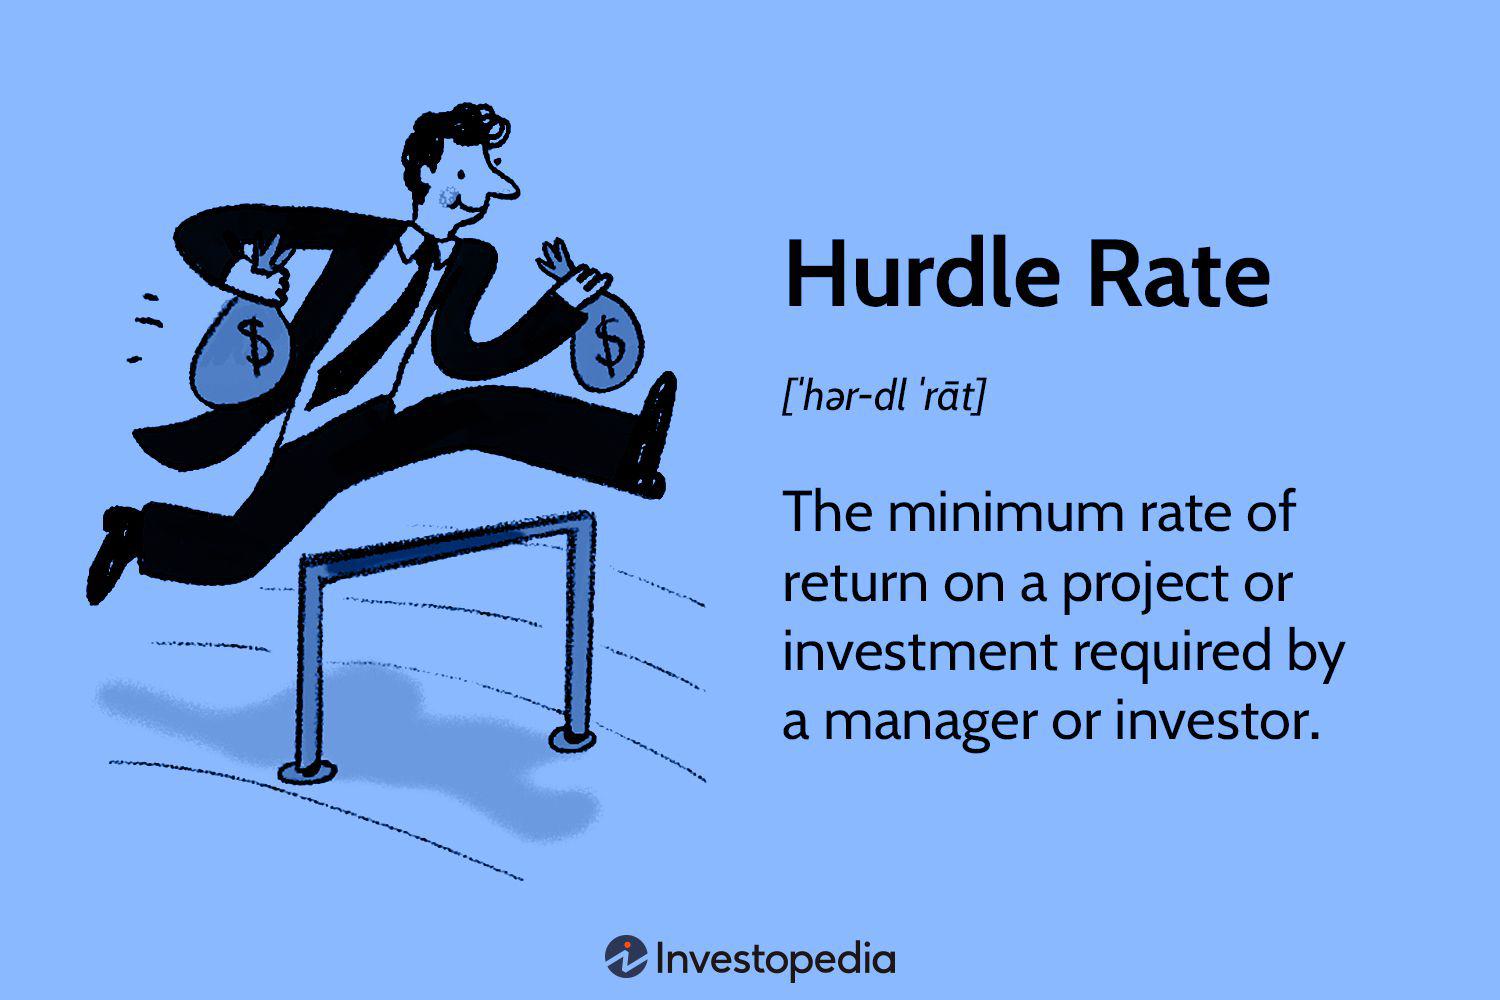 $
$
Hurdle Rate
[ˈhər-dl ˈrāt]
The minimum rate of
return on a project or
investment required by
a manager or investor.
Investopedia